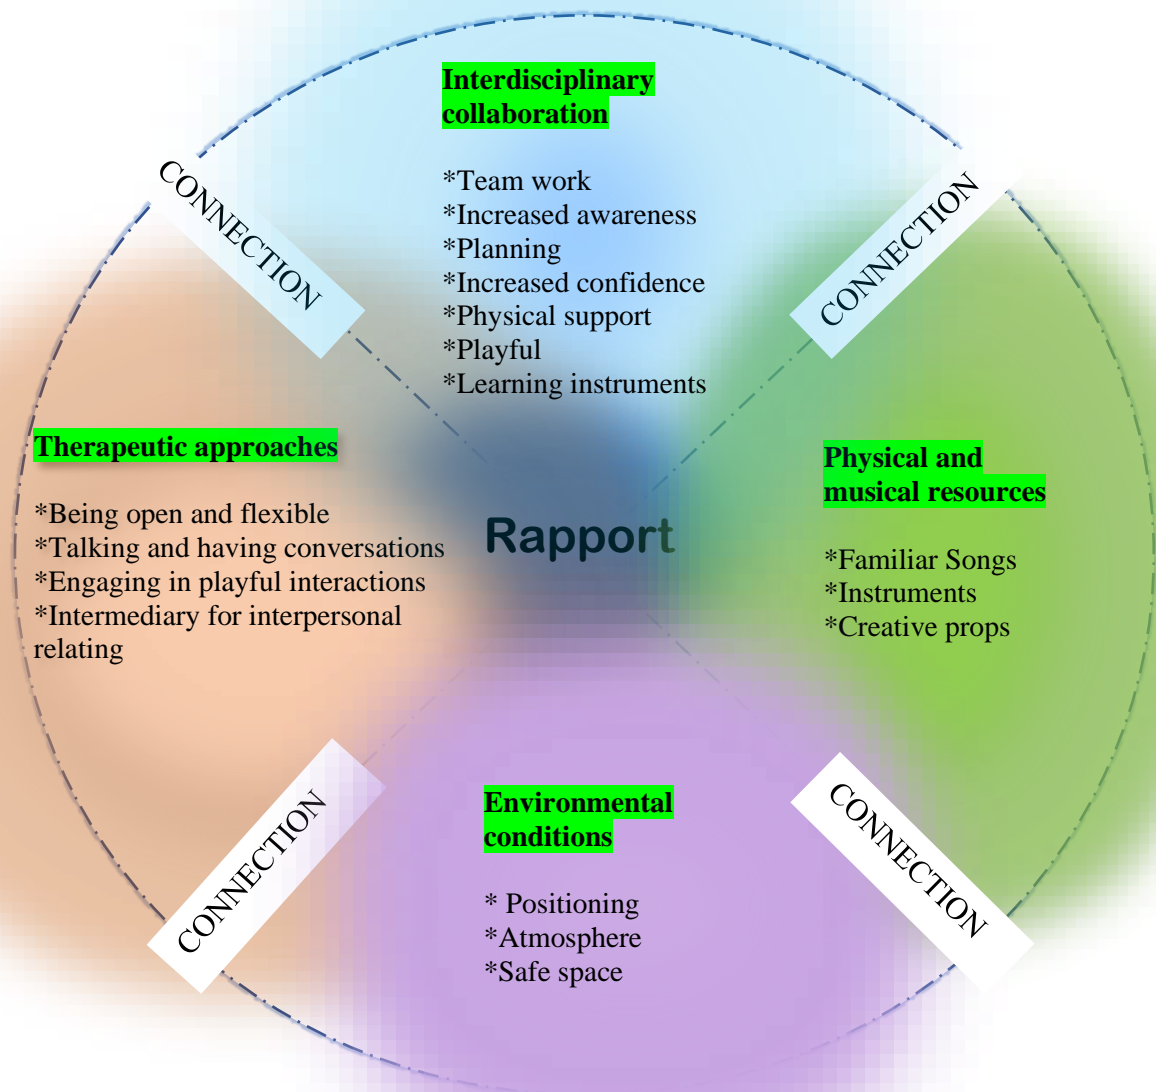 Interdisciplinary
collaboration
*Team work
*Increased awareness
*Planning
*Increased confidence
*Physical support
*Playful
*Learning instruments
CONNECTION
CONNECTION
Therapeutic approaches
*Being open and flexible
*Talking and having conversations
*Engaging in playful interactions
*Intermediary for interpersonal
relating
Rapport
Physical and
musical resources
*Familiar Songs
*Instruments
*Creative props
CONNECTION
CONNECTION
Environmental
conditions
* Positioning
*Atmosphere
*Safe space